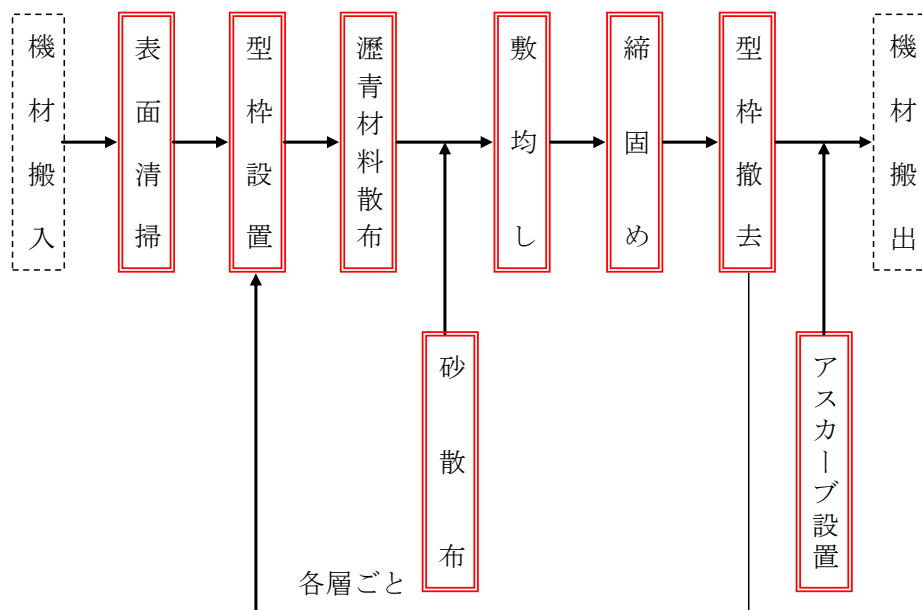 機材搬入
表面清掃
型枠設置
瀝青材料散布
敷均し
締固め
型枠撤去
機材搬出
砂散布
アスカーブ設置
各層ごと